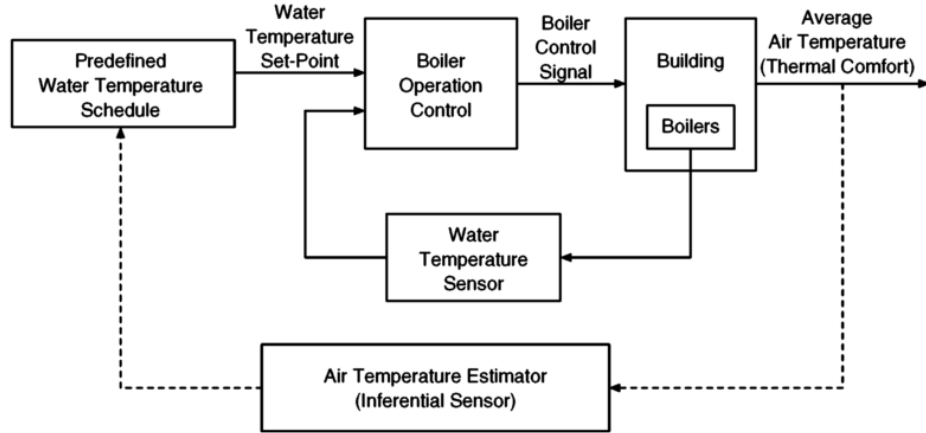 Predefined
Water Temperature
Schedule
Water
Temperature
Set-Point
Boiler
Operation
Control
Boiler
Control
Signal
Building
Boilers
Average
Air Temperature
(Thermal Comfort)
Water
Temperature
Sensor
Air Temperature Estimator
(Inferential Sensor)